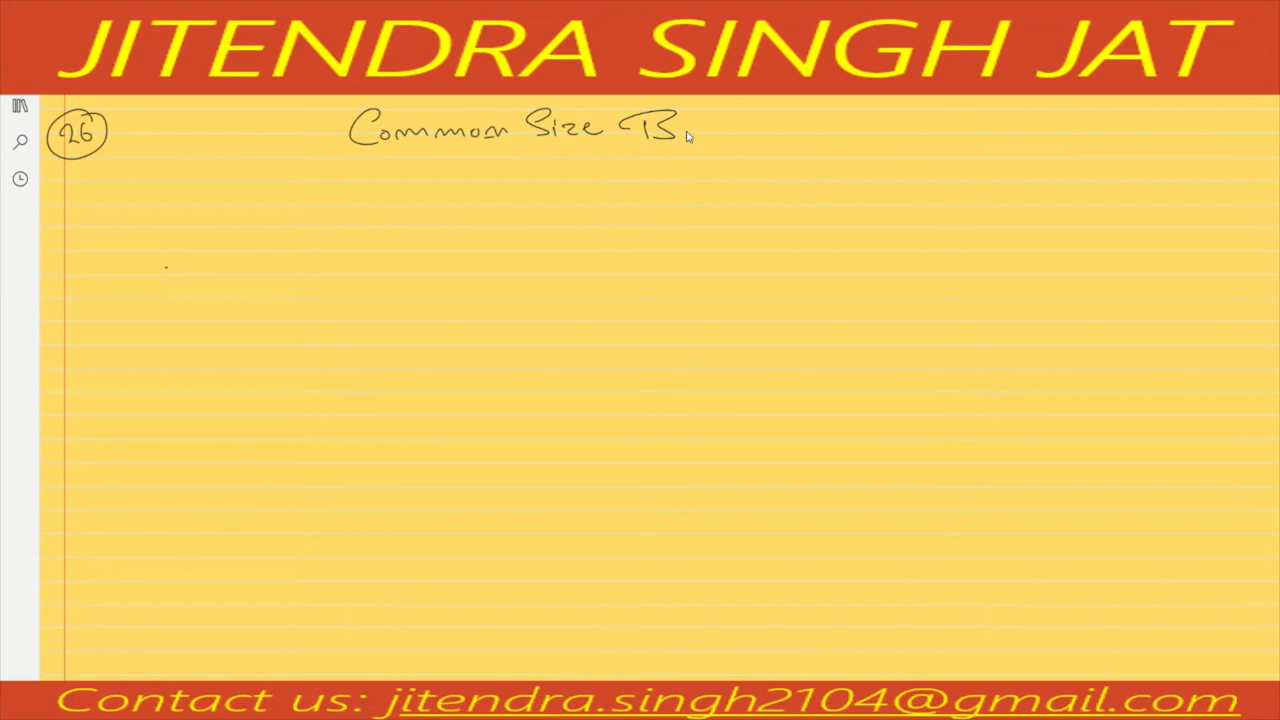 JITENDRA SINGH JAT
26 Common Size B.
Contact us: jitendra.singh2104@gmail.com